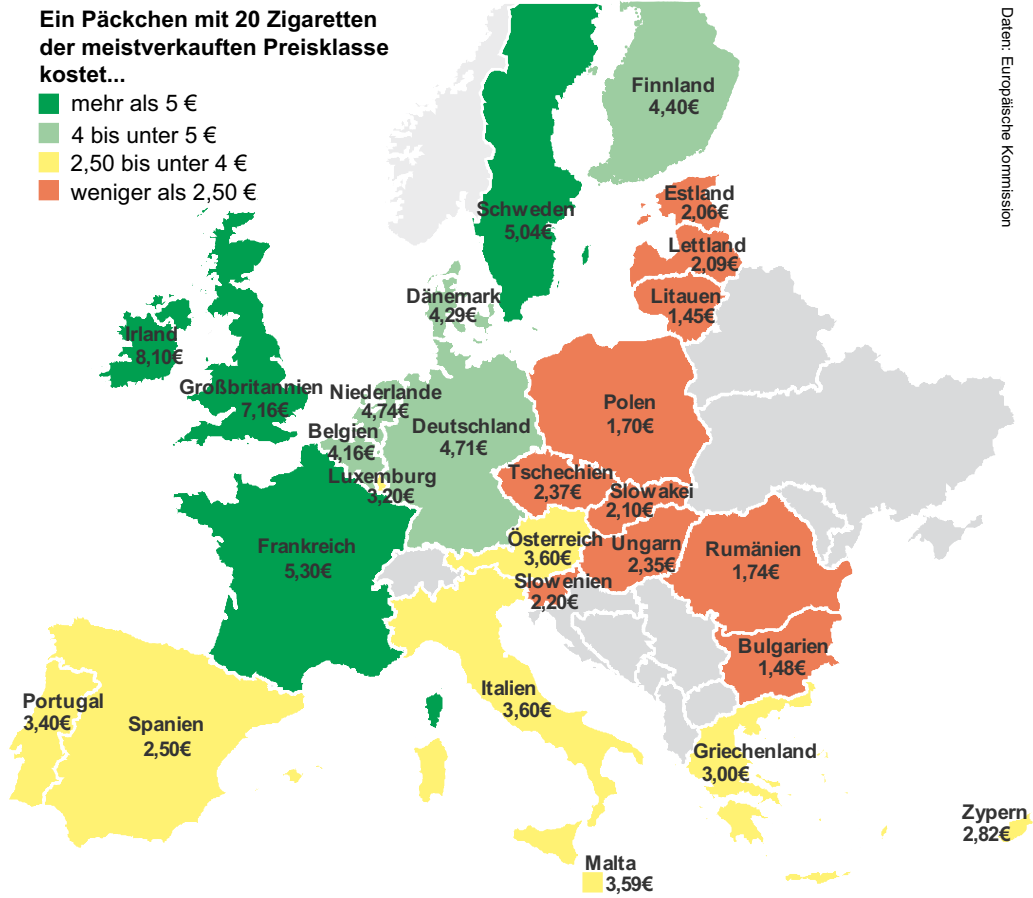 Ein Päckchen mit 20 Zigaretten
der meistverkauften Preisklasse
kostet...
mehr als 5 €
4 bis unter 5 €
2,50 bis unter 4 €
weniger als 2,50 €
Daten: Europäische Kommission
Finnland
4,40€
Schweden
5,04€
Estland
2,06€
Lettland
2,09€
Litauen
1,45€
Dänemark
4,29€
Irland
8,10€
Großbritannien
7,16€
Niederlande
4,74€
Belgien
4,16€
Luxemburg
3,20€
Deutschland
4,71€
Polen
1,70€
Tschechien
2,37€
Slowakei
2,10€
Österreich
3,60€
Ungarn
2,35€
Rumänien
1,74€
Frankreich
5,30€
Slowenien
2,20€
Bulgarien
1,48€
Portugal
3,40€
Spanien
2,50€
Italien
3,60€
Griechenland
3,00€
Zypern
2,82€
Malta
3,59€